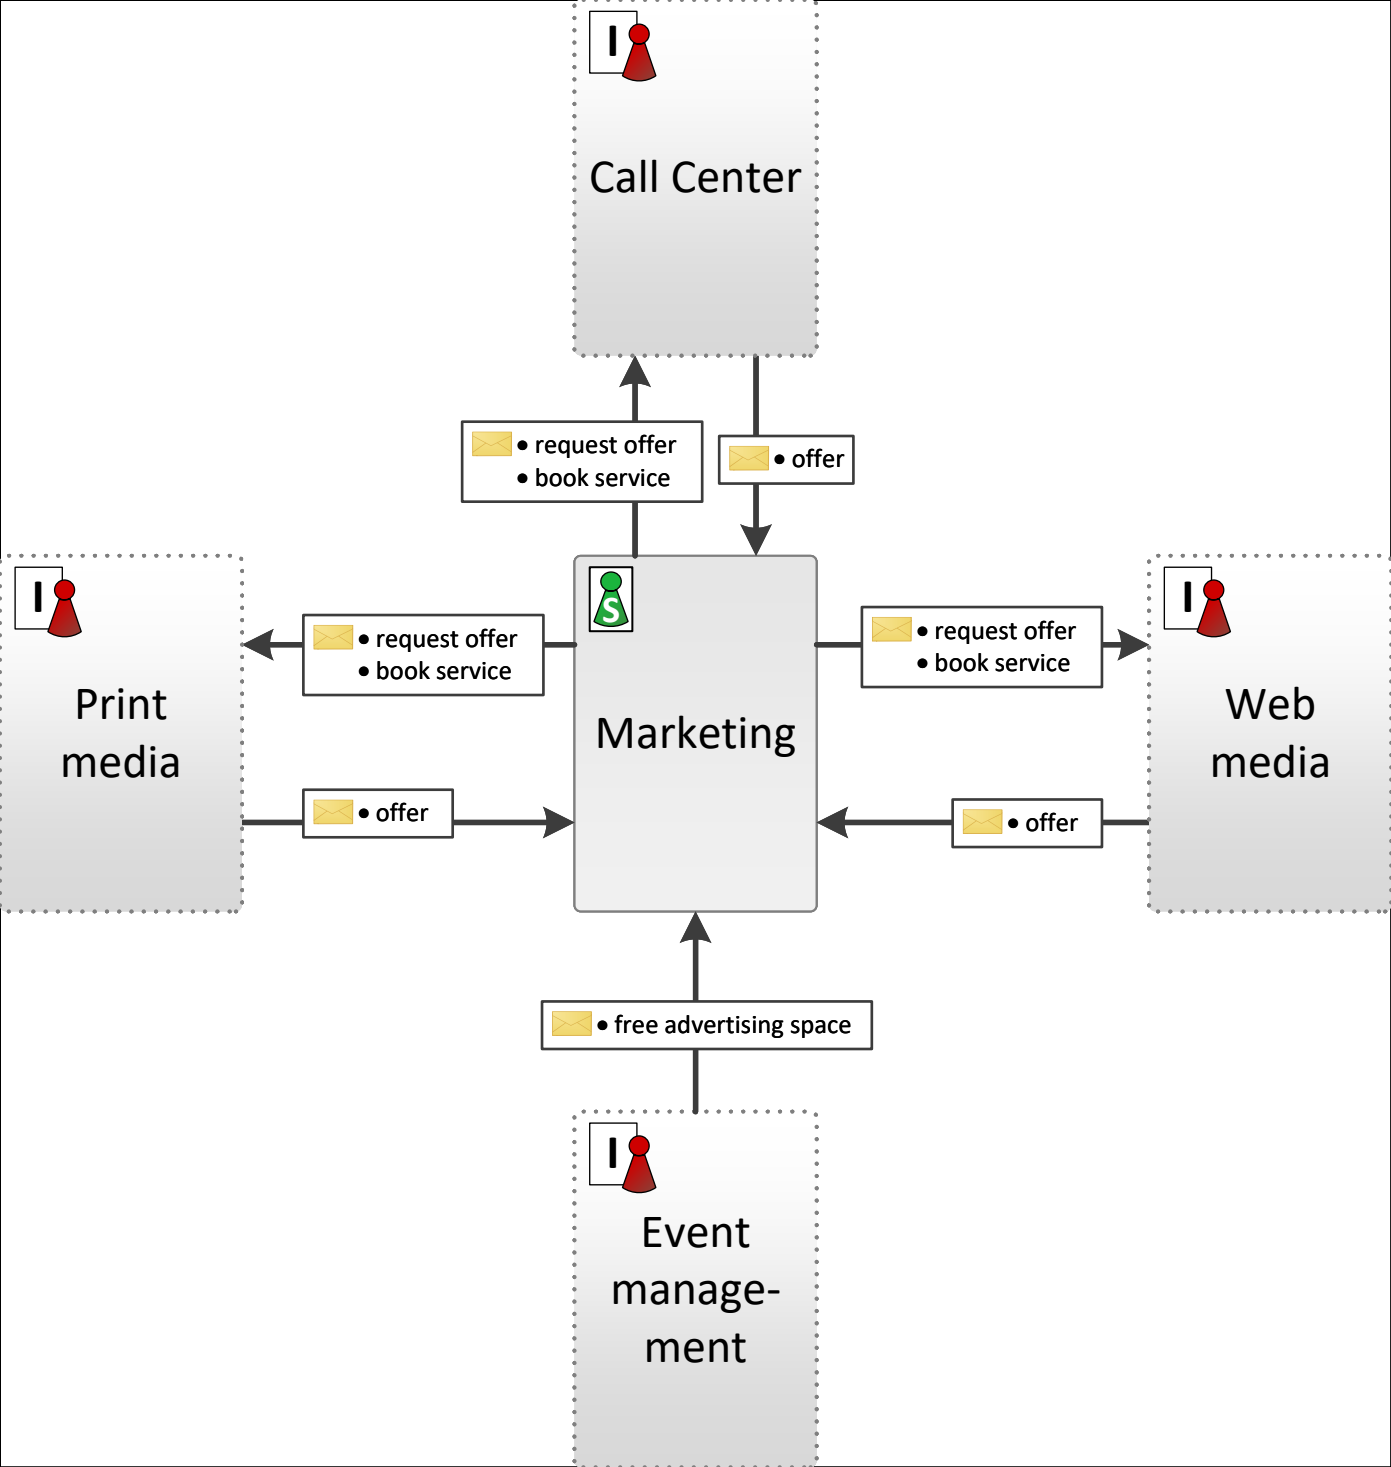 I
Call Center
• request offer
• book service
• offer
I
Print
media
• request offer
• book service
• offer
S
Marketing
• request offer
• book service
• offer
I
Web
media
• free advertising space
I
Event
manage-
ment